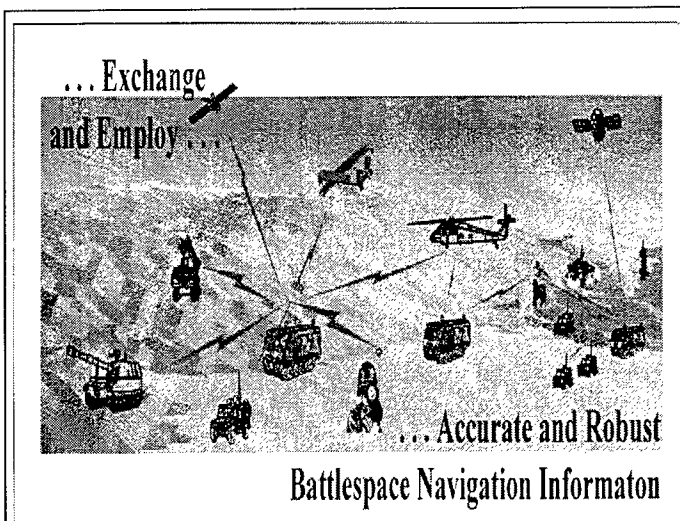 . . . Exchange
and Employ . . .
. . . Accurate and Robust
Battlespace Navigation Informaton